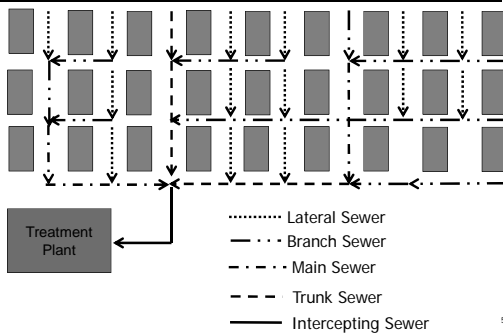 Treatment
Plant
Lateral Sewer
Branch Sewer
Main Sewer
Trunk Sewer
Intercepting Sewer